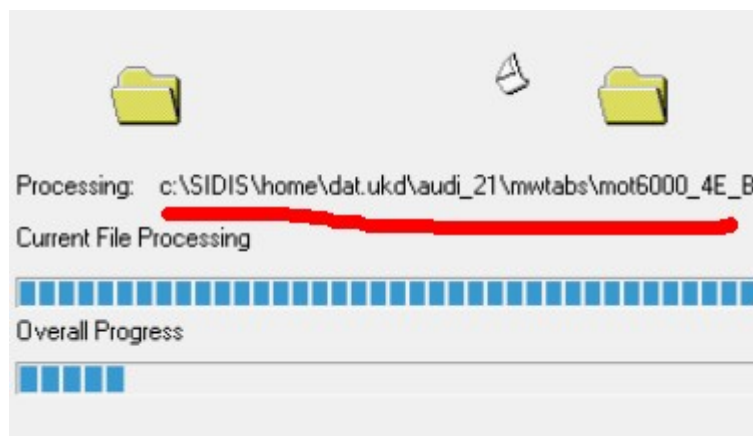 Processing: c:\SIDIS\home\dat.ukd\audi_21\mwtabs\mot6000_4E_B
Current File Processing
Overall Progress